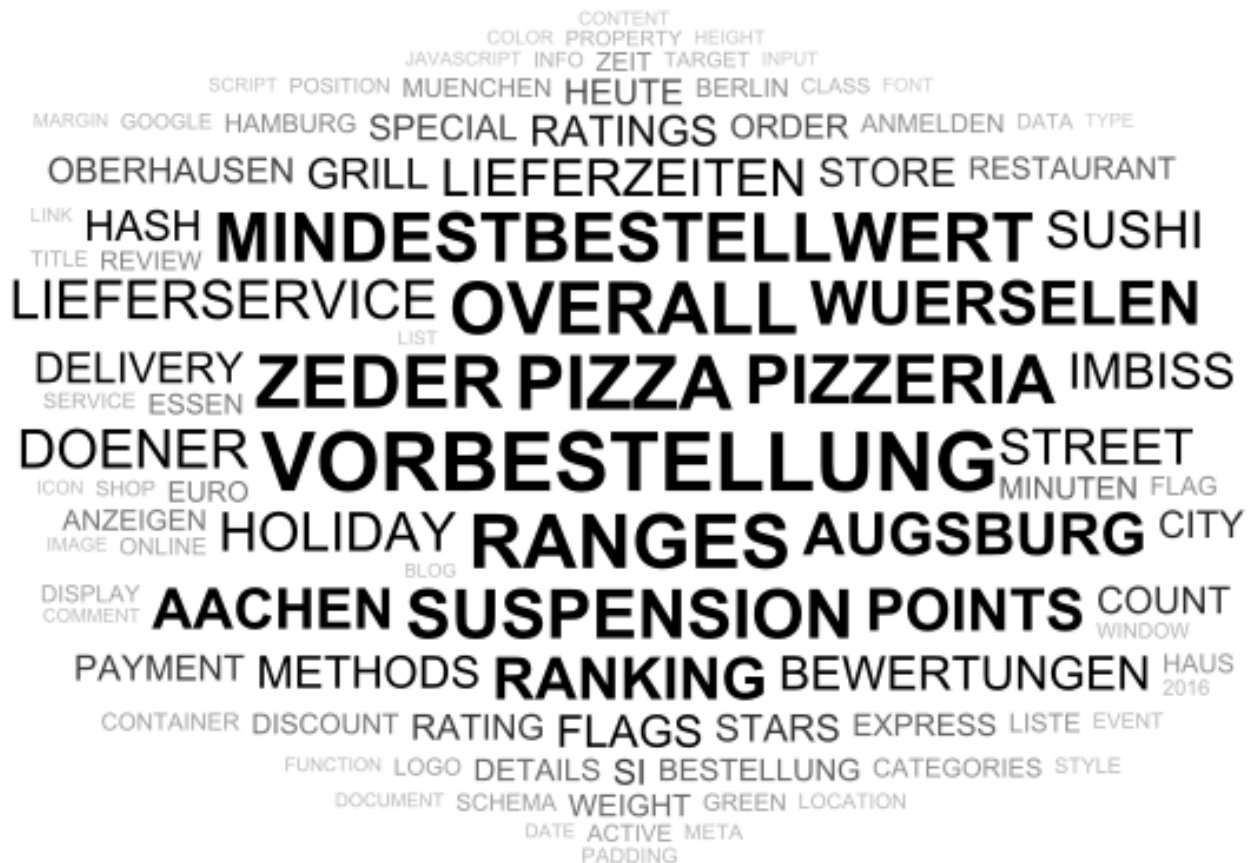 CONTENT
COLOR PROPERTY HEIGHT
JAVASCRIPT INFO ZEIT TARGET INPUT
SCRIPT POSITION MUENCHEN HEUTE BERLIN CLASS FONT
MARGIN GOOGLE HAMBURG SPECIAL RATINGS ORDER ANMELDEN DATA TYPE
OBERHAUSEN GRILL LIEFERZEITEN STORE RESTAURANT
LINK HASH MINDESTBESTELLWERT SUSHI
TITLE REVIEW
LIEFERSERVICE OVERALL WUERSELEN
LIST
DELIVERY ZEDER PIZZA PIZZERIA IMBISS
SERVICE ESSEN
DOENER VORBESTELLUNG STREET
ICON SHOP EURO MINUTEN FLAG
ANZEIGEN HOLIDAY RANGES AUGSBURG CITY
IMAGE ONLINE
BLOG
DISPLAY AACHEN SUSPENSION POINTS COUNT
COMMENT WINDOW
PAYMENT METHODS RANKING BEWERTUNGEN HAUS
2016
CONTAINER DISCOUNT RATING FLAGS STARS EXPRESS LISTE EVENT
FUNCTION LOGO DETAILS SI BESTELLUNG CATEGORIES STYLE
DOCUMENT SCHEMA WEIGHT GREEN LOCATION
DATE ACTIVE META
PADDING